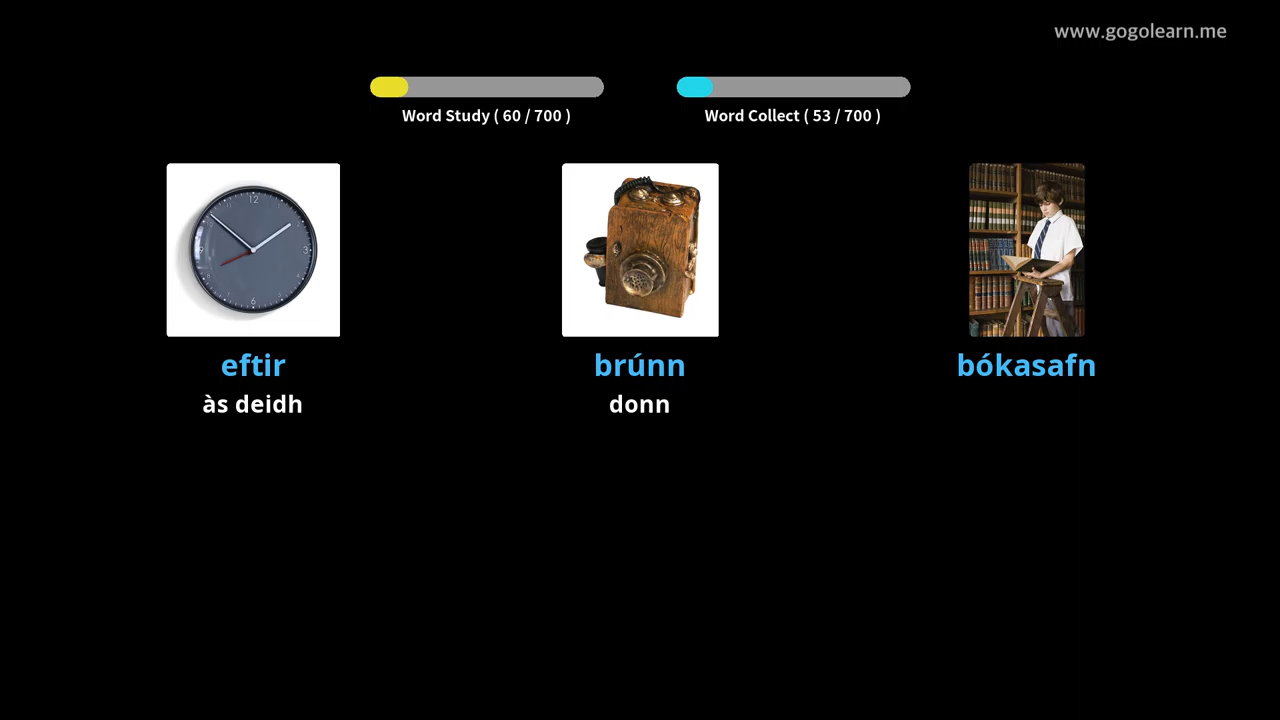 www.gogolearn.me
Word Study ( 60 / 700 )
Word Collect ( 53 / 700 )
eftir
brúnn
bókasafn
às deidh
donn